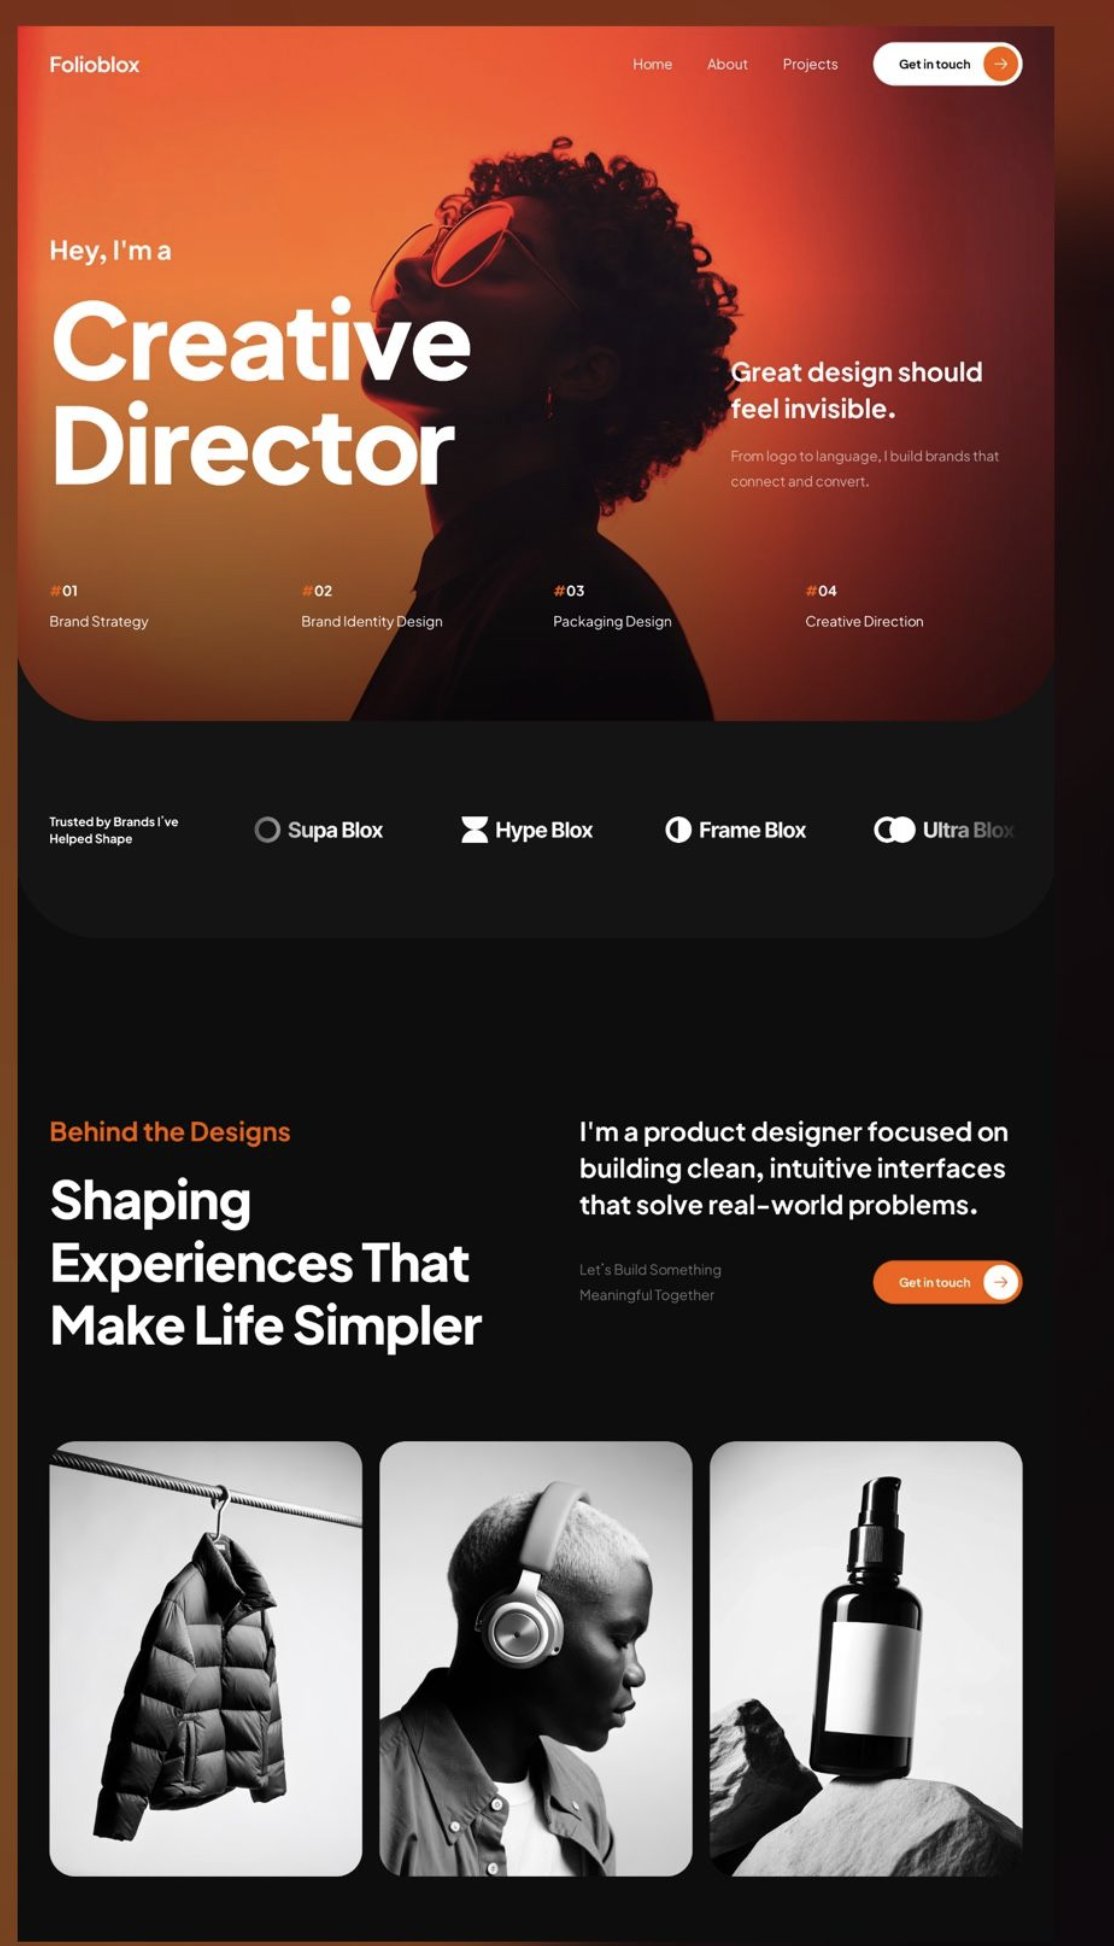 Folioblox
Home
About
Projects
Get in touch
Hey, I'm a
Creative
Director
Great design should
feel invisible.
From logo to language, I build brands that
connect and convert.
#01
Brand Strategy
#02
Brand Identity Design
#03
Packaging Design
#04
Creative Direction
Trusted by Brands I've
Helped Shape
Supa Blox
Hype Blox
Frame Blox
Ultra Blox
Behind the Designs
Shaping
Experiences That
Make Life Simpler
I'm a product designer focused on
building clean, intuitive interfaces
that solve real-world problems.
Let's Build Something
Meaningful Together
Get in touch